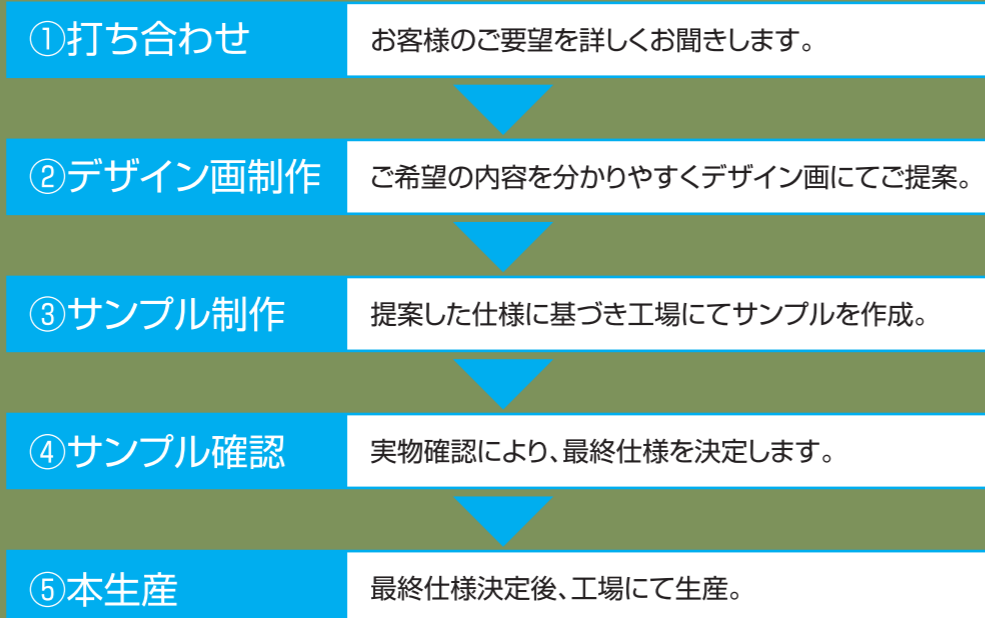 ①打ち合わせ
お客様のご要望を詳しくお聞きします。
②デザイン画制作
ご希望の内容を分かりやすくデザイン画にてご提案。
③サンプル制作
提案した仕様に基づき工場にてサンプルを作成。
④サンプル確認
実物確認により、最終仕様を決定します。
⑤本生産
最終仕様決定後、工場にて生産。